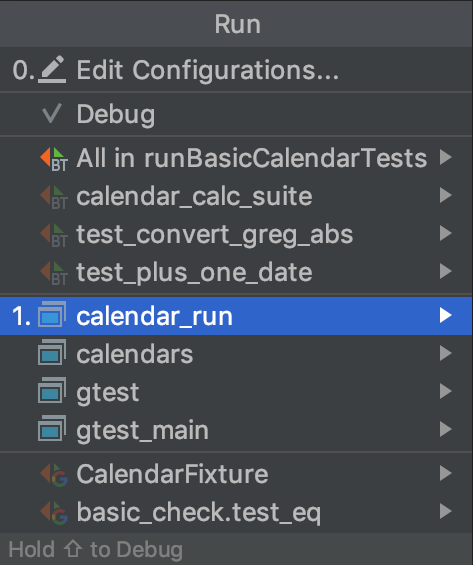 Run
0. Edit Configurations...
Debug
BT All in runBasicCalendarTests
BT calendar_calc_suite
BT test_convert_greg_abs
BT test_plus_one_date
1. calendar_run
calendars
gtest
gtest_main
G CalendarFixture
G basic_check.test_eq
Hold ⇧ to Debug